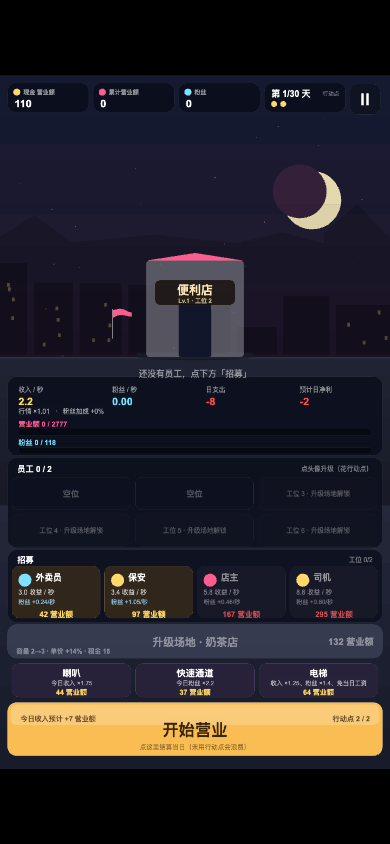 现金 营业额
110
累计营业额
0
粉丝
0
第 1/30 天
行动点
便利店
Lv.1 · 工位 2
还没有员工，点下方「招募」
收入 / 秒
2.2
粉丝 / 秒
0.00
日支出
-8
预计日净利
-2
行情 ×1.01 · 粉丝加成 +0%
营业额 0 / 2777
粉丝 0 / 118
员工 0 / 2
点头像升级（花行动点）
空位
空位
工位 3 · 升级场地解锁
工位 4 · 升级场地解锁
工位 5 · 升级场地解锁
工位 6 · 升级场地解锁
招募
工位 0/2
外卖员
3.0 收益 / 秒
粉丝 +0.24/秒
42 营业额
保安
3.4 收益 / 秒
粉丝 +1.05/秒
97 营业额
店主
5.8 收益 / 秒
粉丝 +0.46/秒
167 营业额
司机
8.8 收益 / 秒
粉丝 +0.80/秒
295 营业额
升级场地 · 奶茶店
132 营业额
容量 2→3 · 单价 +14% · 租金 18
喇叭
今日收入 ×1.75
44 营业额
快速通道
今日粉丝 ×2.2
37 营业额
电梯
收入 ×1.25、粉丝 ×1.4、免当日工资
64 营业额
今日收入预计 +7 营业额
行动点 2 / 2
开始营业
点这里结算当日（未用行动点会浪费）